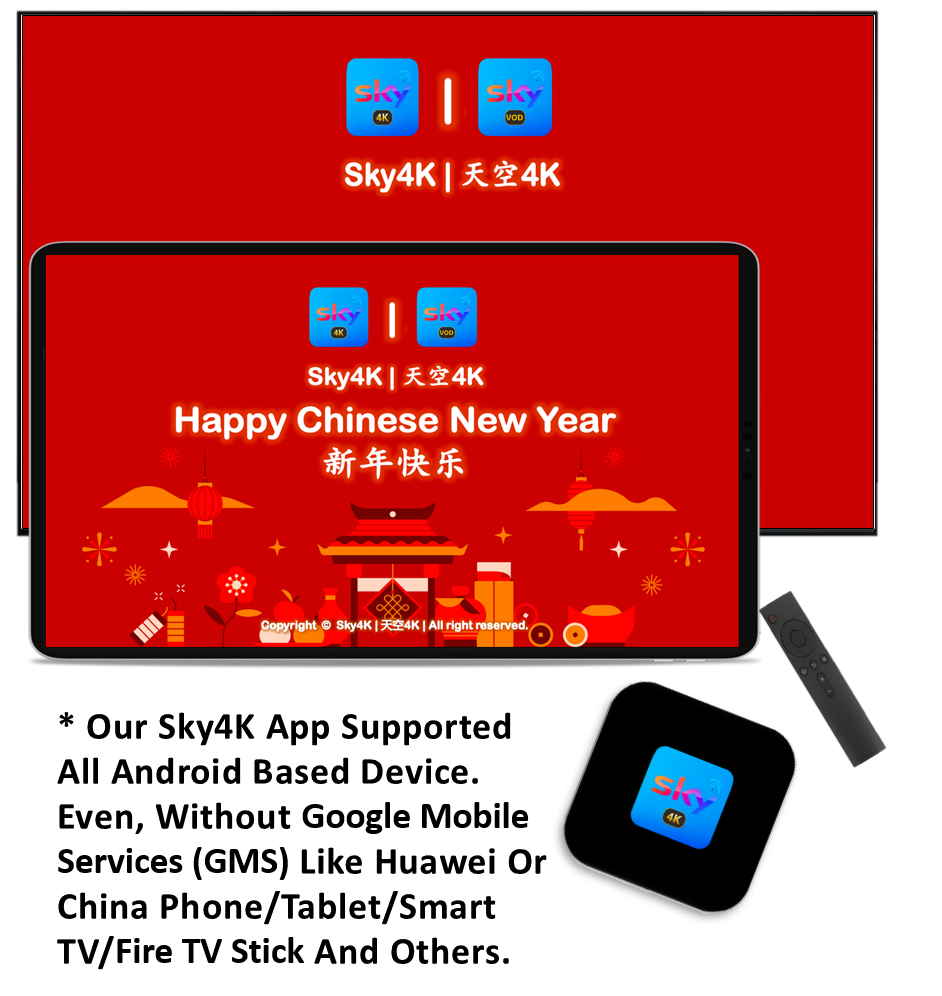 sky sky
4K VOD
Sky4K | 天空4K
sky sky
4K VOD
Sky4K | 天空4K
Happy Chinese New Year
新年快乐
Copyright © Sky4K | 天空4K | All right reserved.
* Our Sky4K App Supported
All Android Based Device.
Even, Without Google Mobile
Services (GMS) Like Huawei Or
China Phone/Tablet/Smart
TV/Fire TV Stick And Others.
sky
4K